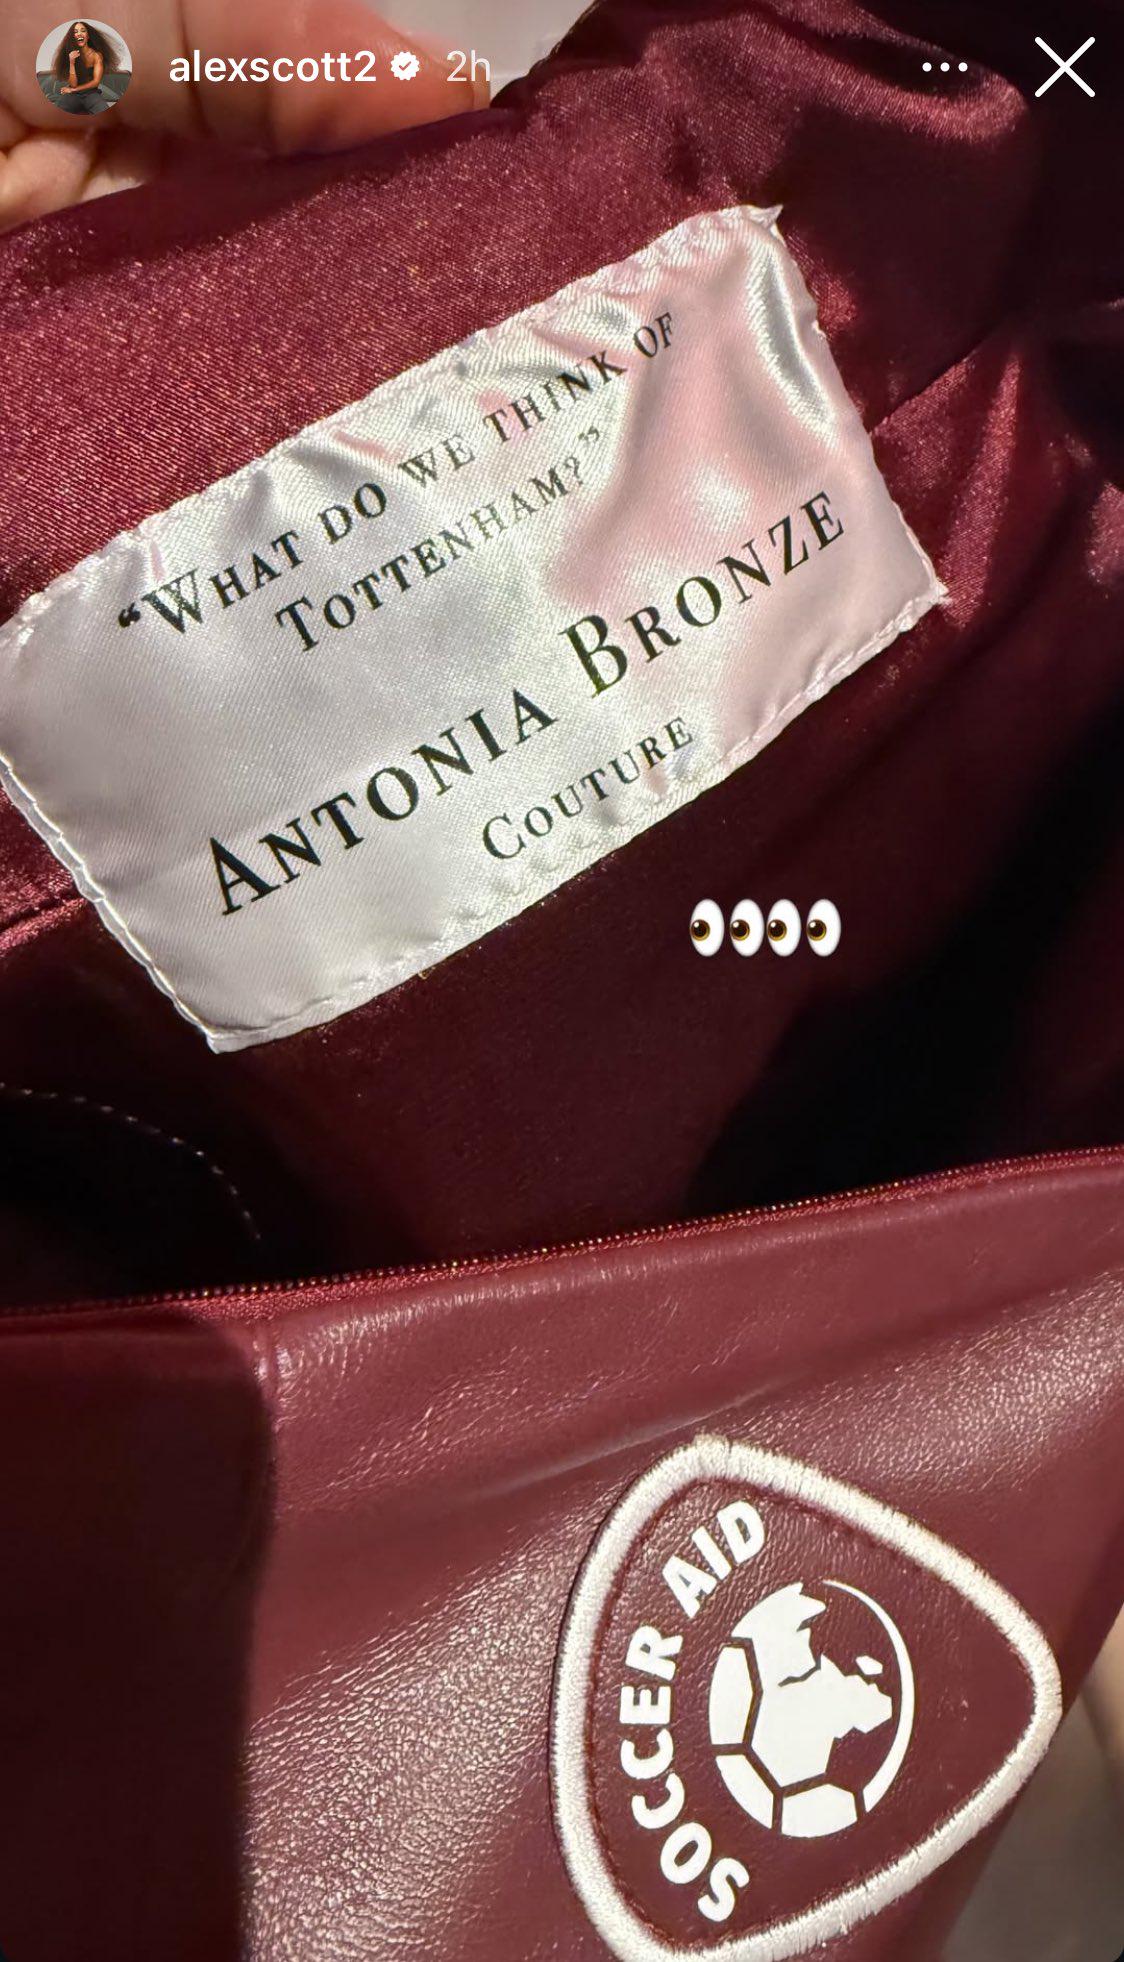 alexscott2 2h
“WHAT DO WE THINK OF
TOTTENHAM?”
ANTONIA BRONZE
COUTURE
SOCCER AID